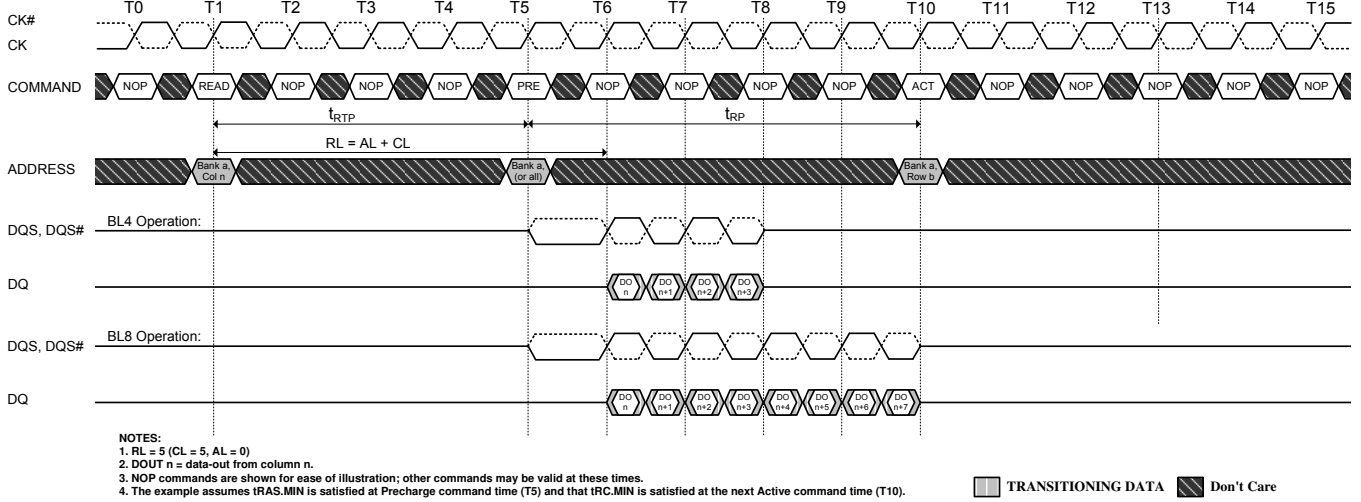 T0 T1 T2 T3 T4 T5 T6 T7 T8 T9 T10 T11 T12 T13 T14 T15
CK#
CK
COMMAND NOP READ NOP NOP NOP PRE NOP NOP NOP NOP ACT NOP NOP NOP NOP NOP
tRTP tRP
RL = AL + CL
ADDRESS Bank a, Col n Bank a, (or all) Bank a, Row b
BL4 Operation:
DQS, DQS#
DQ DO n DO n+1 DO n+2 DO n+3
BL8 Operation:
DQS, DQS#
DQ DO n DO n+1 DO n+2 DO n+3 DO n+4 DO n+5 DO n+6 DO n+7
NOTES:
1. RL = 5 (CL = 5, AL = 0)
2. DOUT n = data-out from column n.
3. NOP commands are shown for ease of illustration; other commands may be valid at these times.
4. The example assumes tRAS.MIN is satisfied at Precharge command time (T5) and that tRC.MIN is satisfied at the next Active command time (T10).
TRANSITIONING DATA Don't Care